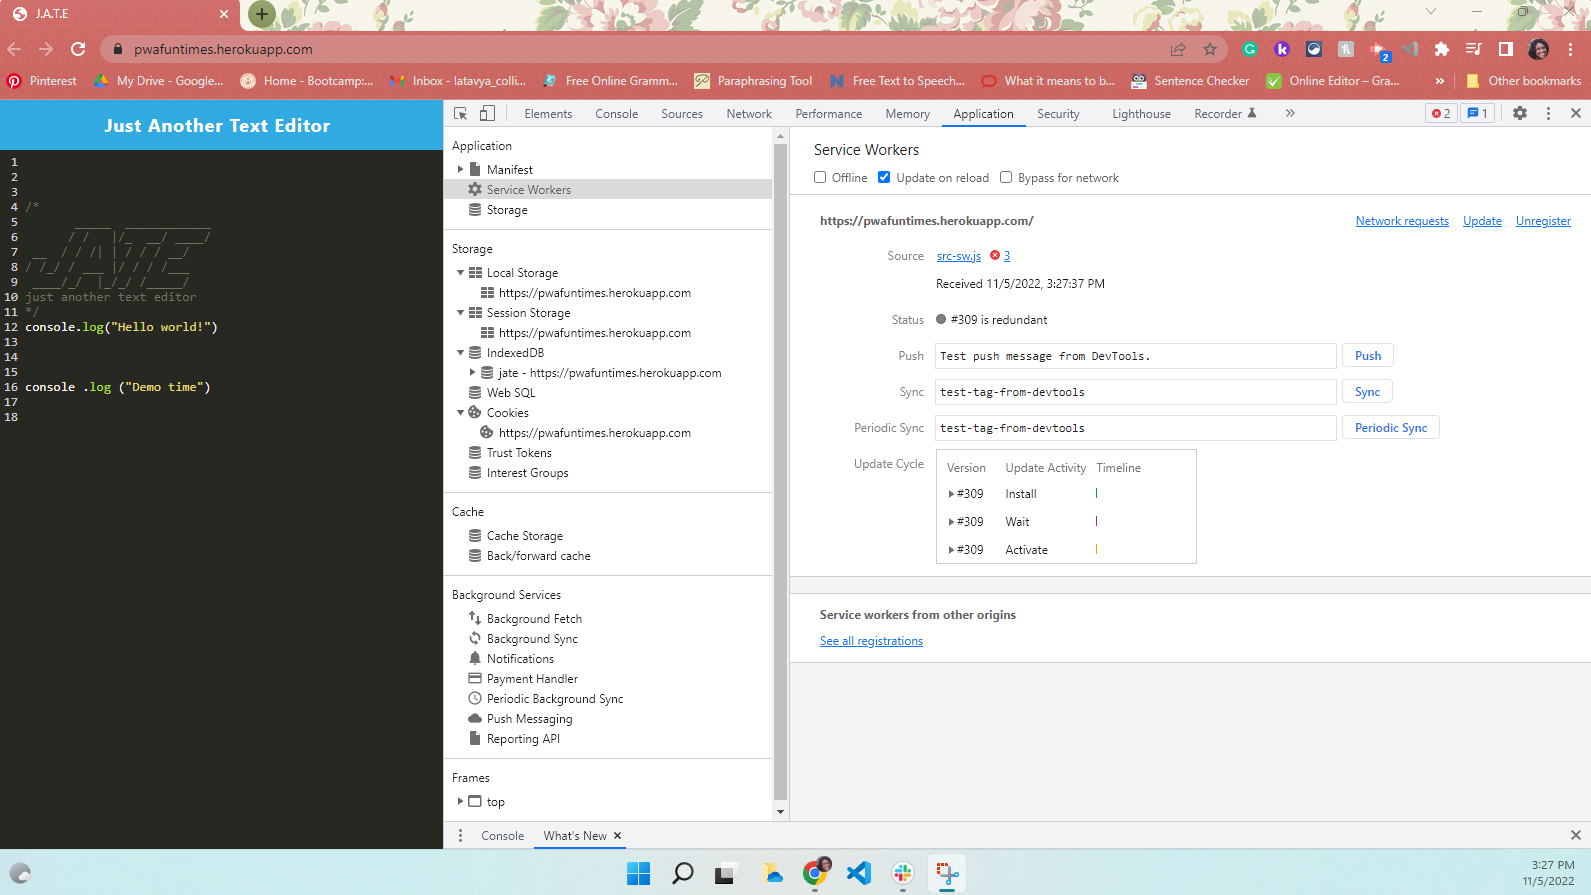 J.A.T.E
pwafuntimes.herokuapp.com
2
Pinterest
My Drive - Google...
Home - Bootcamp:...
Inbox - latavya_colli...
Free Online Gramm...
Paraphrasing Tool
Free Text to Speech...
What it means to b...
Sentence Checker
Online Editor – Gra...
»
Other bookmarks
Just Another Text Editor
1
2
3
4 /*
5
6
7
8
9
10 just another text editor
11 */
12 console.log("Hello world!")
13
14
15
16 console .log ("Demo time")
17
18
Elements
Console
Sources
Network
Performance
Memory
Application
Security
Lighthouse
Recorder
»
2
1
Application
Manifest
Service Workers
Storage
Storage
Local Storage
https://pwafuntimes.herokuapp.com
Session Storage
https://pwafuntimes.herokuapp.com
IndexedDB
jate - https://pwafuntimes.herokuapp.com
Web SQL
Cookies
https://pwafuntimes.herokuapp.com
Trust Tokens
Interest Groups
Cache
Cache Storage
Back/forward cache
Background Services
Background Fetch
Background Sync
Notifications
Payment Handler
Periodic Background Sync
Push Messaging
Reporting API
Frames
top
Service Workers
Offline
Update on reload
Bypass for network
https://pwafuntimes.herokuapp.com/
Network requests
Update
Unregister
Source src-sw.js 3
Received 11/5/2022, 3:27:37 PM
Status #309 is redundant
Push Test push message from DevTools. Push
Sync test-tag-from-devtools Sync
Periodic Sync test-tag-from-devtools Periodic Sync
Update Cycle
Version Update Activity Timeline
#309 Install
#309 Wait
#309 Activate
Service workers from other origins
See all registrations
Console
What's New
3:27 PM
11/5/2022